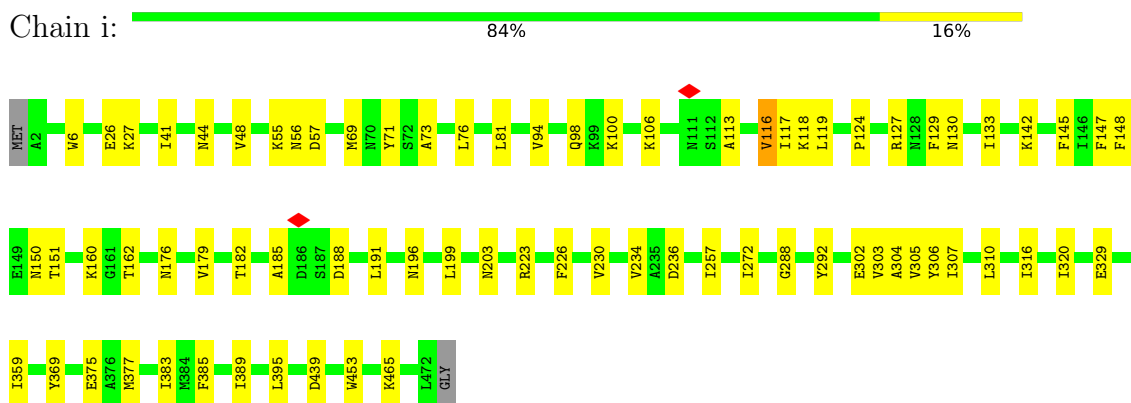 Chain i:
84% 16%
MET A2 W6 E26 K27 I41 N44 V48 K55 N56 D57 M69 N70 Y71 S72 A73 L76 L81 V94 Q98 K99 K100 K106 N111 S112 A113 V116 I117 K118 L119 P124 R127 N128 F129 N130 I133 K142 F145 I146 F147 F148
E149 N150 T151 K160 G161 T162 N176 V179 T182 A185 D186 S187 D188 L191 N196 L199 N203 R223 F226 V230 V234 A235 D236 I257 I272 G288 Y292 E302 V303 A304 V305 Y306 I307 L310 I316 I320 E329
I359 Y369 E375 A376 M377 I383 M384 F385 I389 L395 D439 W453 K465 L472 GLY